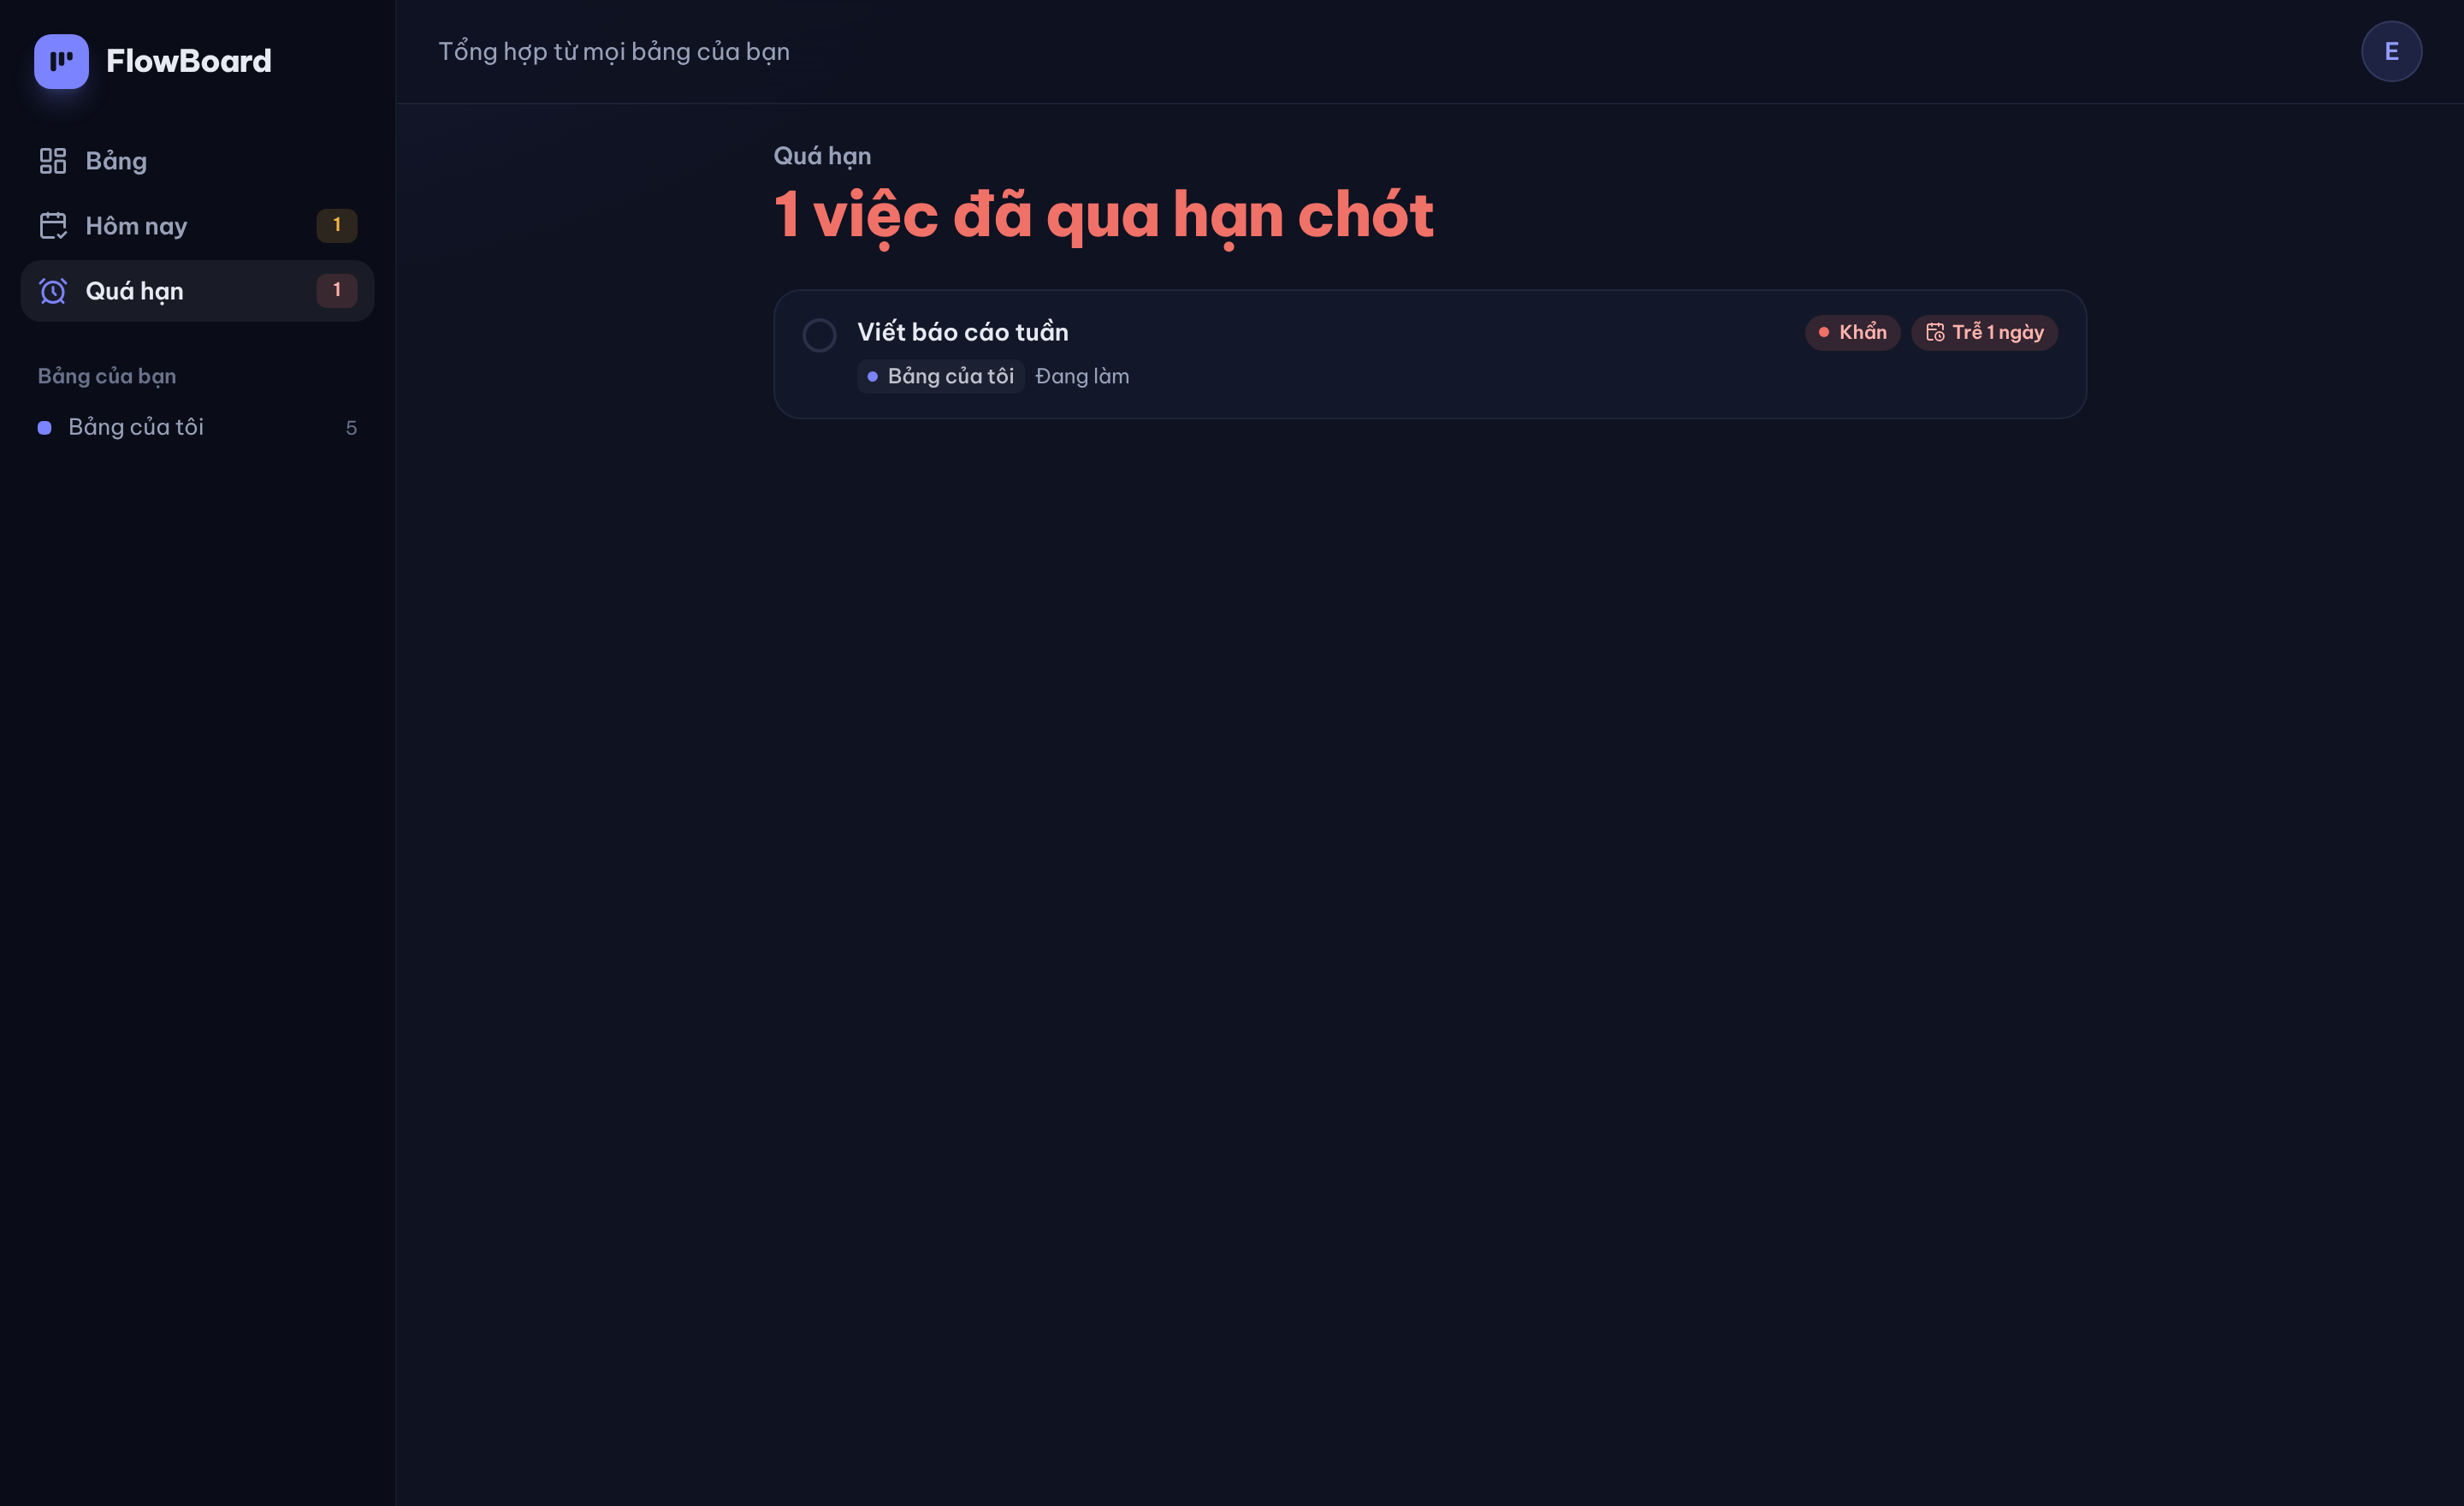 FlowBoard
Bảng
Hôm nay 1
Quá hạn 1
Bảng của bạn
Bảng của tôi 5
Tổng hợp từ mọi bảng của bạn
E
Quá hạn
1 việc đã qua hạn chót
Viết báo cáo tuần
Khẩn Trễ 1 ngày
Bảng của tôi Đang làm